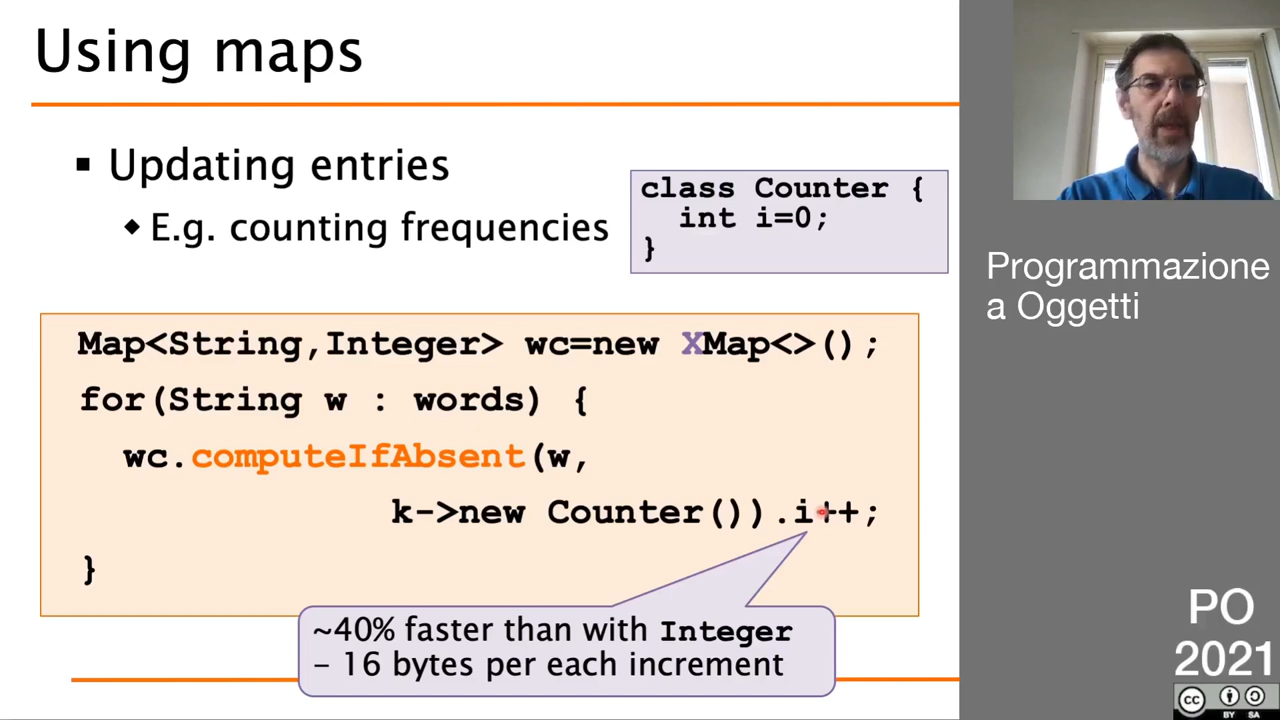 Using maps
▪ Updating entries
◆ E.g. counting frequencies
class Counter {
int i=0;
}
Map<String,Integer> wc=new XMap<>();
for(String w : words) {
wc.computeIfAbsent(w,
k->new Counter()).i++;
}
~40% faster than with Integer
– 16 bytes per each increment
Programmazione
a Oggetti
PO
2021
cc
BY SA